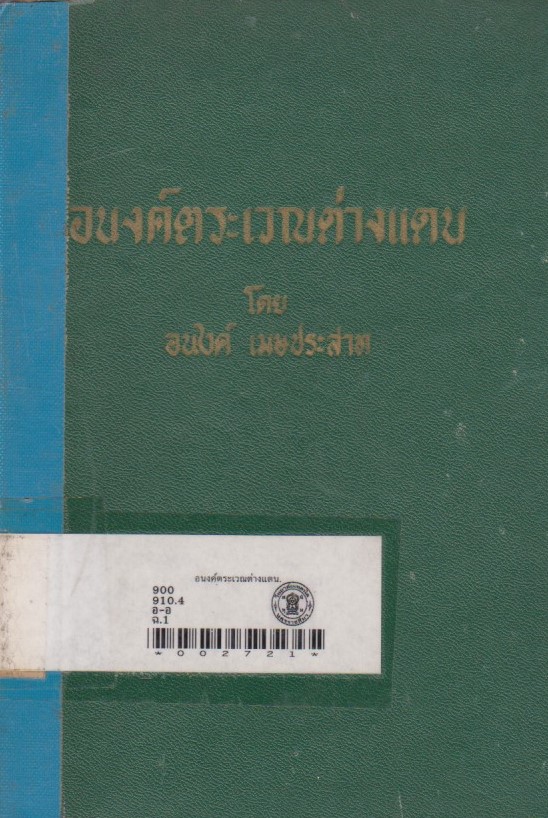 อนงค์ตระเวณต่างแดน
โดย
อนงค์ เมษประสาท
อนงค์ตระเวณต่างแดน.
900
910.4
อ-อ
ฉ.1
*002721*